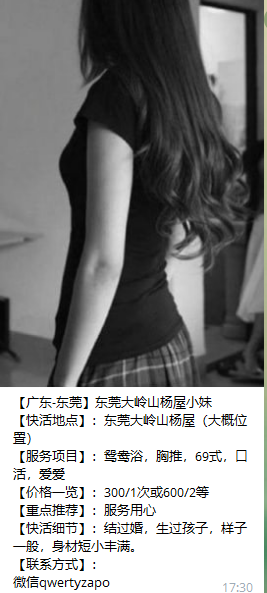 【广东-东莞】东莞大岭山杨屋小妹
【快活地点】：东莞大岭山杨屋（大概位
置）
【服务项目】：鸳鸯浴，胸推，69式，口
活，爱爱
【价格一览】：300/1次或600/2等
【重点推荐】：服务用心
【快活细节】：结过婚，生过孩子，样子
一般，身材短小丰满。
【联系方式】：
微信qwertyzapo
17:30